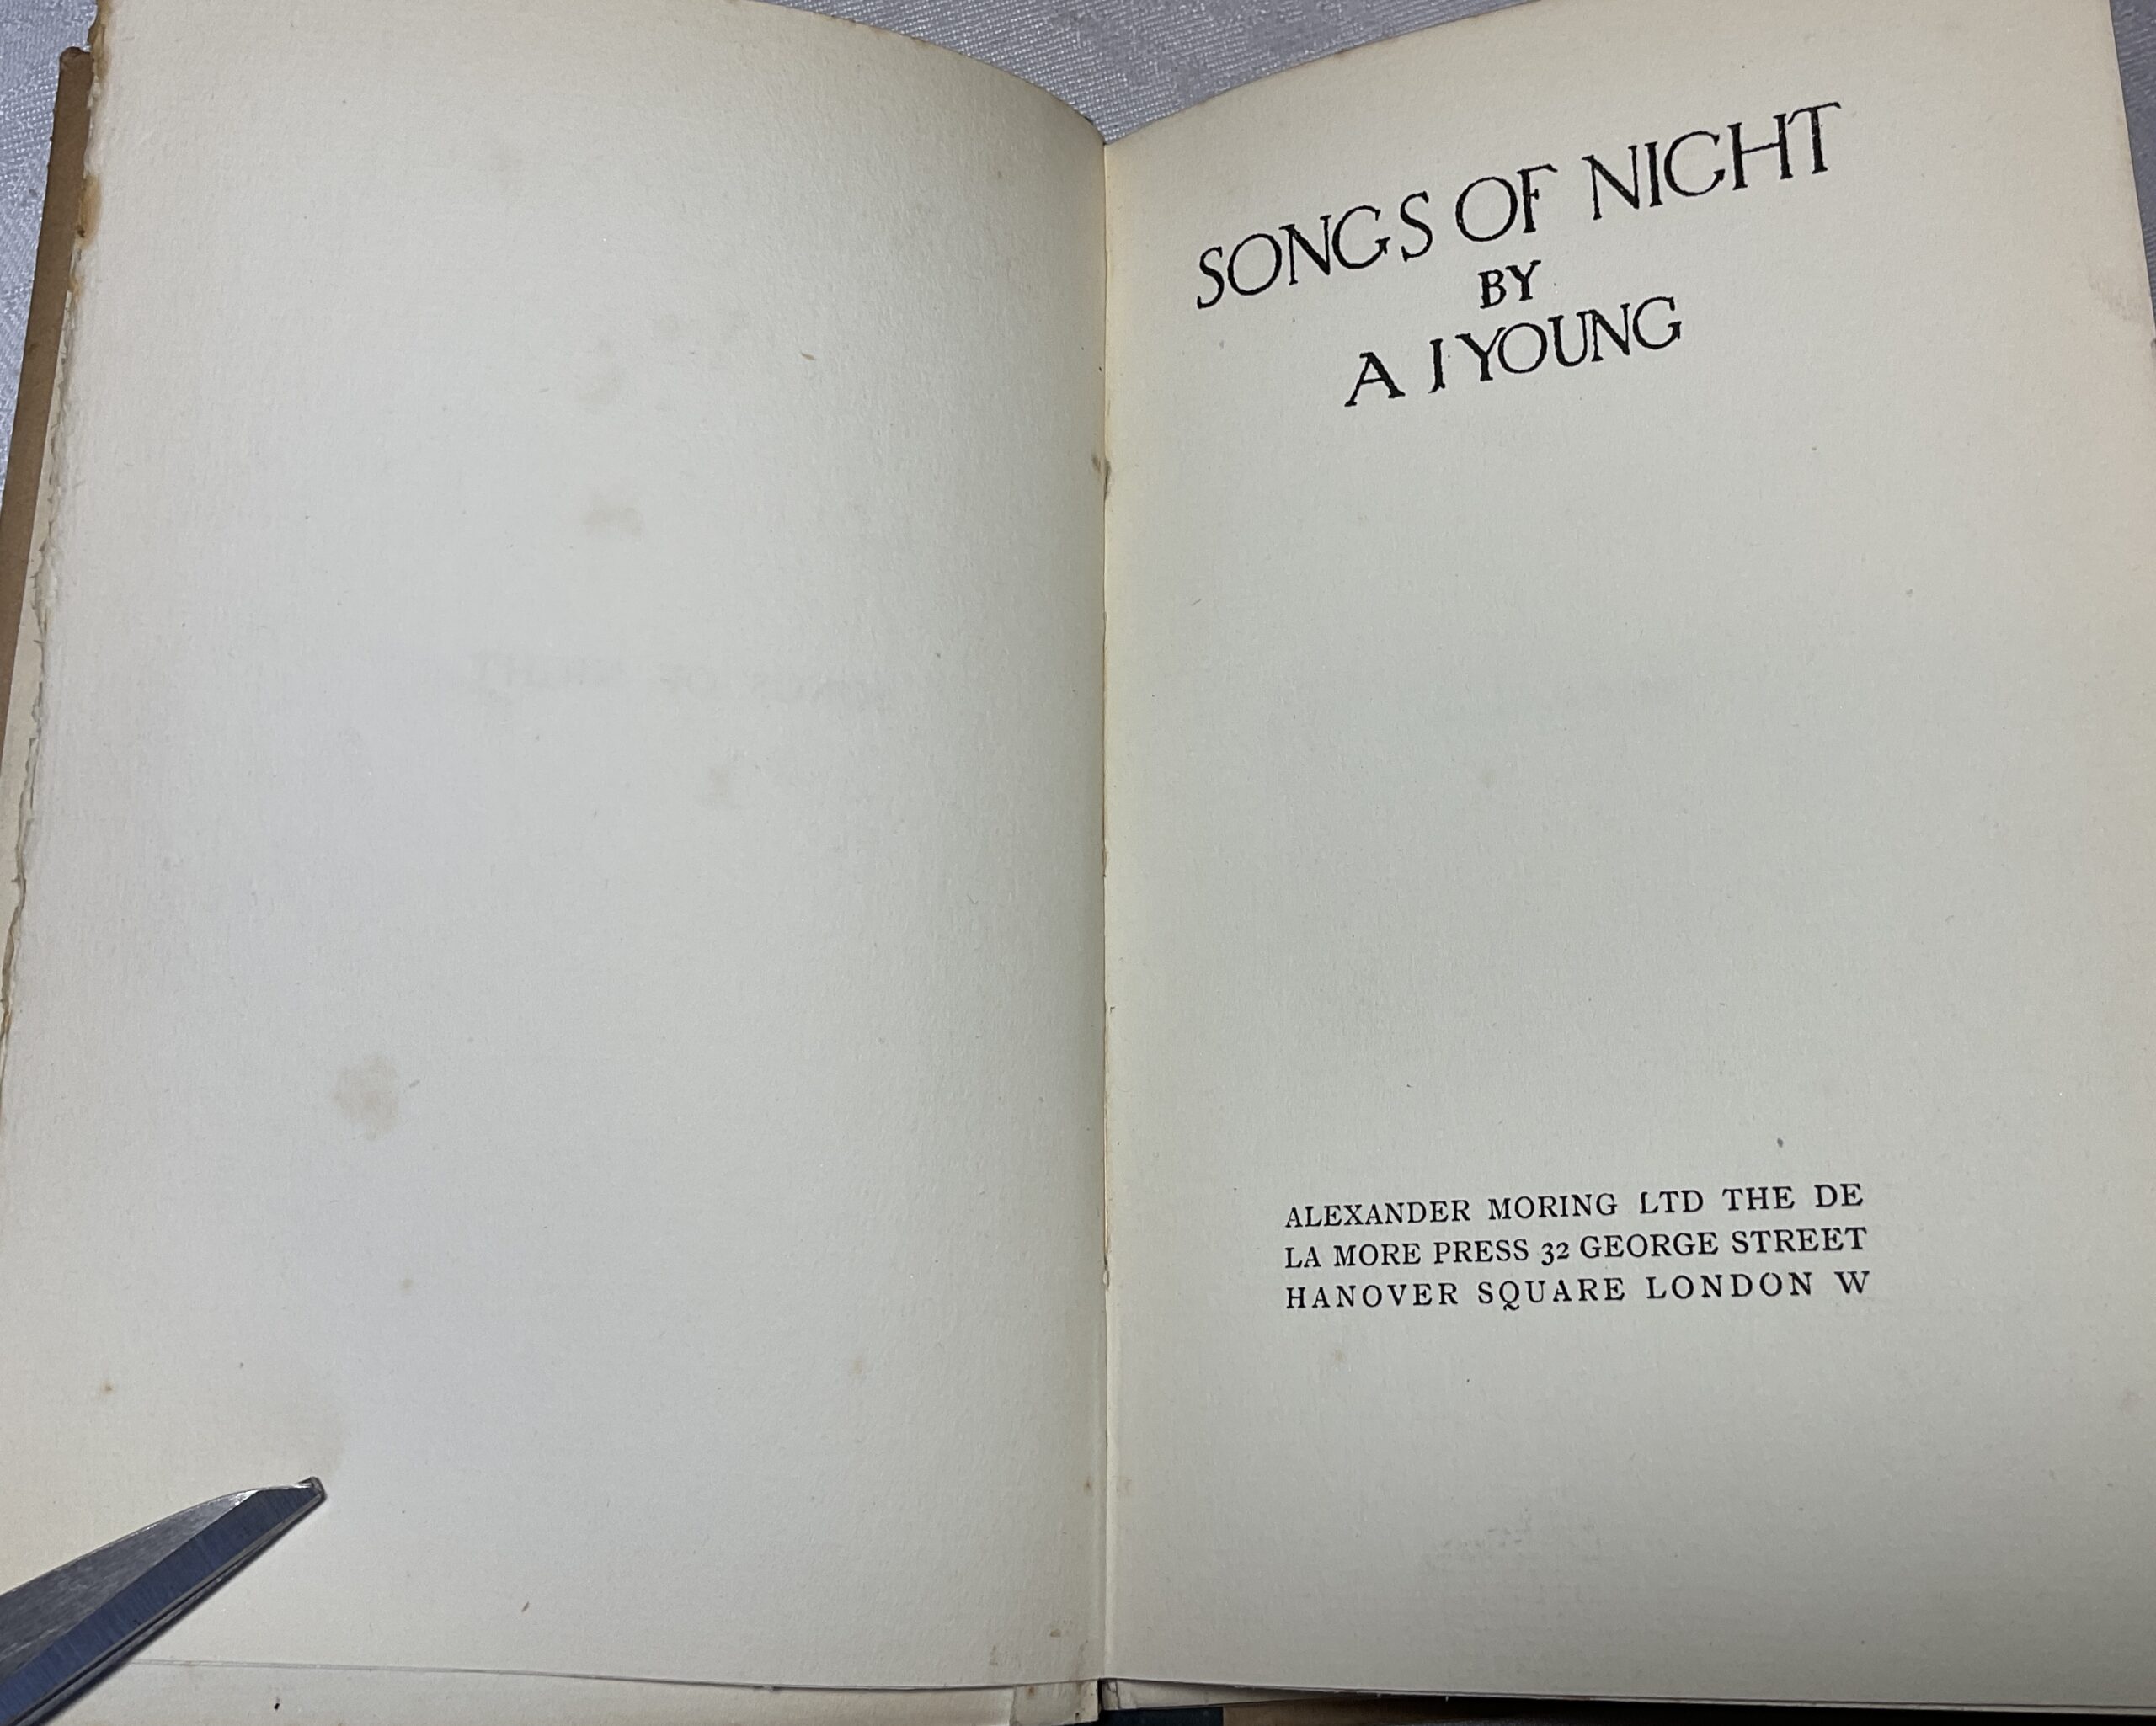 SONGS OF NIGHT
BY
A I YOUNG
ALEXANDER MORING LTD THE DE
LA MORE PRESS 32 GEORGE STREET
HANOVER SQUARE LONDON W